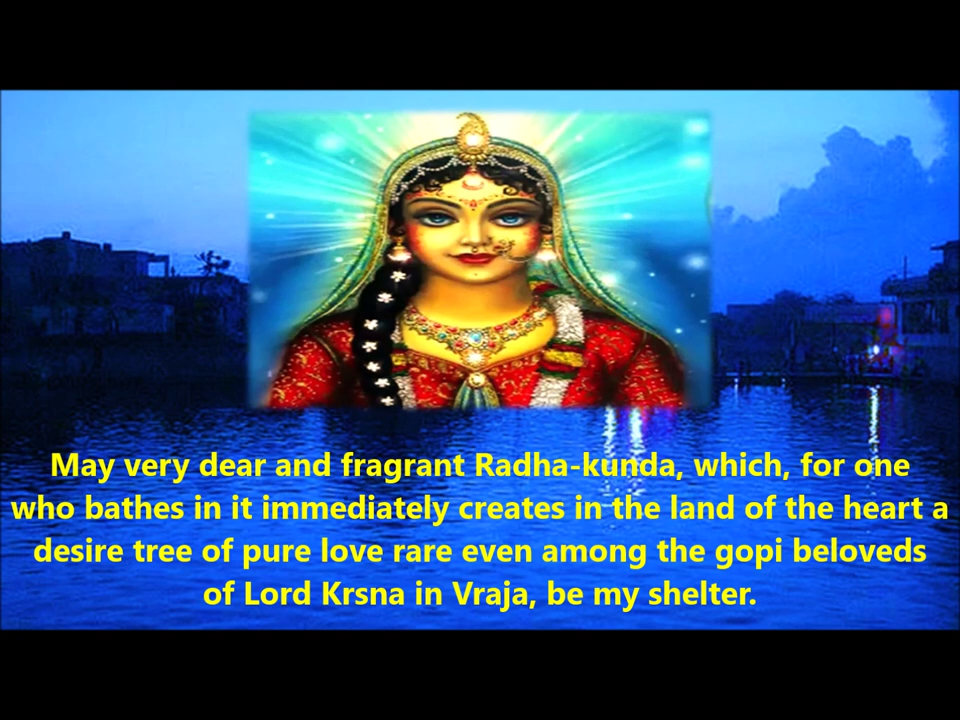 May very dear and fragrant Radha-kunda, which, for one
who bathes in it immediately creates in the land of the heart a
desire tree of pure love rare even among the gopi beloveds
of Lord Krsna in Vraja, be my shelter.